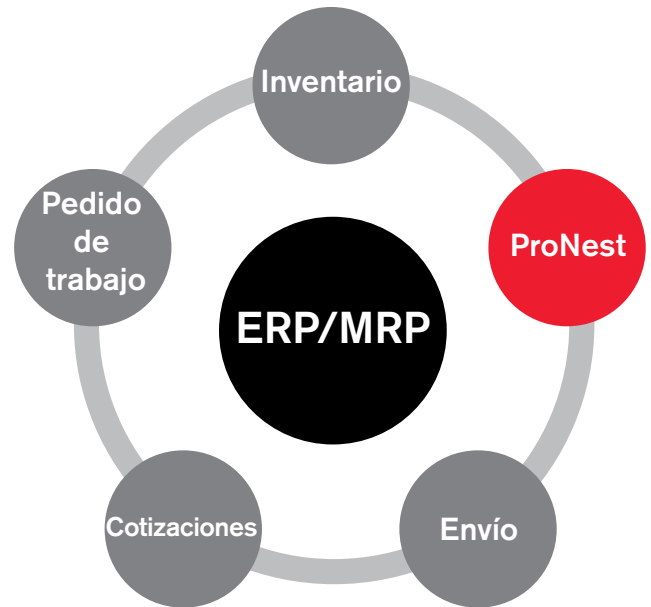 Inventario
Pedido
de
trabajo
ProNest
ERP/MRP
Cotizaciones
Envío